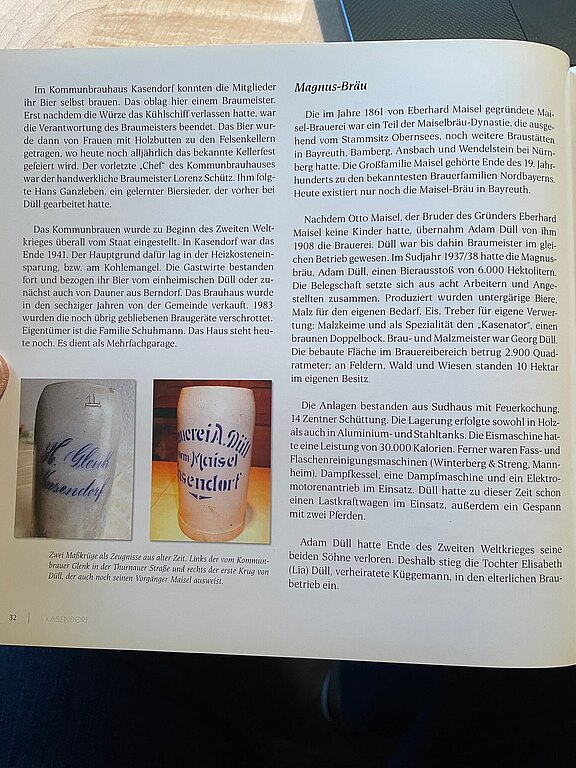 Im Kommunbrauhaus Kasendorf konnten die Mitglieder
ihr Bier selbst brauen. Das oblag hier einem Braumeister.
Erst nachdem die Würze das Kühlschiff verlassen hatte, war
die Verantwortung des Braumeisters beendet. Das Bier wur-
de dann von Frauen mit Holzbutten zu den Felsenkellern
getragen, wo heute noch alljährlich das bekannte Kellerfest
gefeiert wird. Der vorletzte „Chef" des Kommunbrauhauses
war der handwerkliche Braumeister Lorenz Schütz. Ihm folg-
te Hans Ganzleben, ein gelernter Biersieder, der vorher bei
Düll gearbeitet hatte.
Das Kommunbrauen wurde zu Beginn des Zweiten Welt-
krieges überall vom Staat eingestellt. In Kasendorf war das
Ende 1941. Der Hauptgrund dafür lag in der Heizkostenein-
sparung, bzw. am Kohlemangel. Die Gastwirte bestanden
fort und bezogen ihr Bier vom einheimischen Düll oder zu-
nächst auch von Dauner aus Berndorf. Das Brauhaus wurde
in den sechziger Jahren von der Gemeinde verkauft. 1983
wurden die noch übrig gebliebenen Braugeräte verschrottet.
Eigentümer ist die Familie Schuhmann. Das Haus steht heu-
te noch. Es dient als Mehrfachgarage.
H. Glenk
Kasendorf
uerei A. Düll
vorm. Maisel
asendorf
Zwei Maßkrüge als Zeugnisse aus alter Zeit. Links der vom Kommun-
brauer Glenk in der Thurnauer Straße und rechts der erste Krug von
Düll, der auch noch seinen Vorgänger Maisel ausweist.
32 | KASENDORF
Magnus-Bräu
Die im Jahre 1861 von Eberhard Maisel gegründete Mai-
sel-Brauerei war ein Teil der Maiselbräu-Dynastie, die ausge-
hend vom Stammsitz Obernsees, noch weitere Braustätten
in Bayreuth, Bamberg, Ansbach und Wendelstein bei Nürn-
berg hatte. Die Großfamilie Maisel gehörte Ende des 19. Jahr-
hunderts zu den bekanntesten Brauerfamilien Nordbayerns.
Heute existiert nur noch die Maisel-Bräu in Bayreuth.
Nachdem Otto Maisel, der Bruder des Gründers Eberhard
Maisel keine Kinder hatte, übernahm Adam Düll von ihm
1908 die Brauerei. Düll war bis dahin Braumeister im glei-
chen Betrieb gewesen. Im Sudjahr 1937/38 hatte die Magnus-
bräu, Adam Düll, einen Bierausstoß von 6.000 Hektolitern.
Die Belegschaft setzte sich aus acht Arbeitern und Ange-
stellten zusammen. Produziert wurden untergärige Biere,
Malz für den eigenen Bedarf, Eis, Treber für eigene Verwer-
tung; Malzkeime und als Spezialität den „Kasenator", einen
braunen Doppelbock. Brau- und Malzmeister war Georg Düll.
Die bebaute Fläche im Brauereibereich betrug 2.900 Quad-
ratmeter; an Feldern, Wald und Wiesen standen 10 Hektar
im eigenen Besitz.
Die Anlagen bestanden aus Sudhaus mit Feuerkochung,
14 Zentner Schüttung. Die Lagerung erfolgte sowohl in Holz-
als auch in Aluminium- und Stahltanks. Die Eismaschine hat-
te eine Leistung von 30.000 Kalorien. Ferner waren Fass- und
Flaschenreinigungsmaschinen (Winterberg & Streng, Mann-
heim), Dampfkessel, eine Dampfmaschine und ein Elektro-
motorenantrieb im Einsatz. Düll hatte zu dieser Zeit schon
einen Lastkraftwagen im Einsatz, außerdem ein Gespann
mit zwei Pferden.
Adam Düll hatte Ende des Zweiten Weltkrieges seine
beiden Söhne verloren. Deshalb stieg die Tochter Elisabeth
(Lia) Düll, verheiratete Küggemann, in den elterlichen Brau-
betrieb ein.